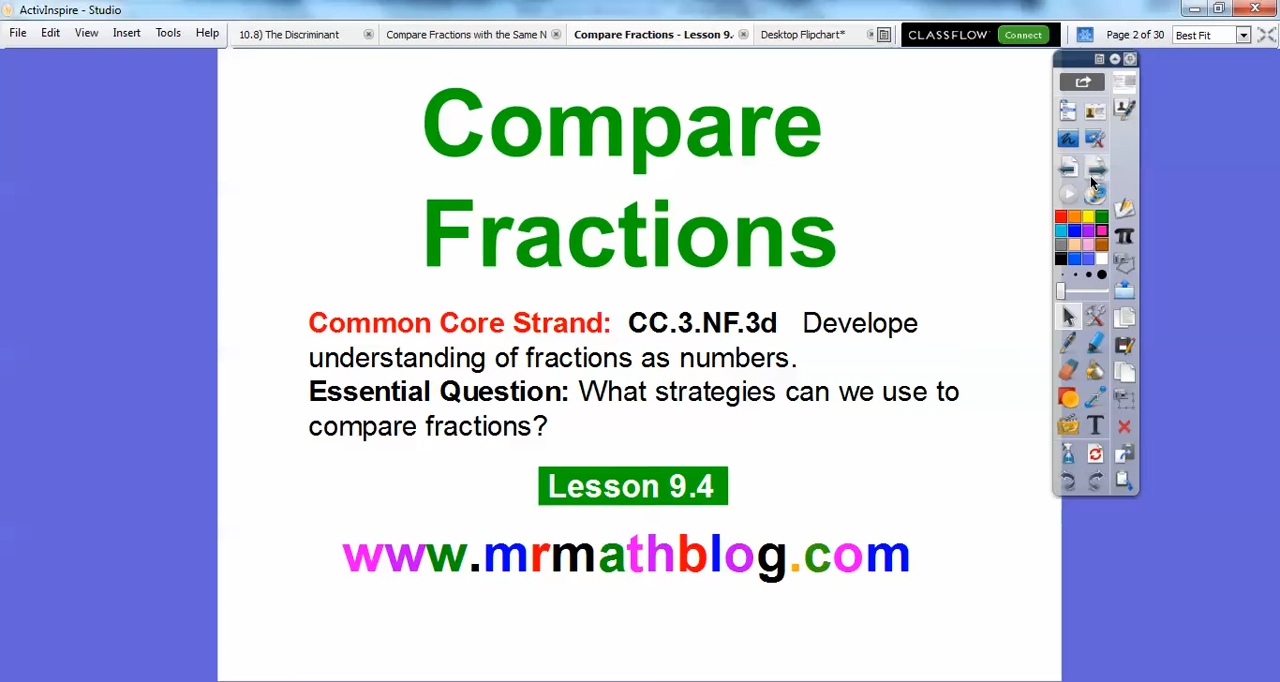 ActivInspire - Studio
File Edit View Insert Tools Help
10.8) The Discriminant
Compare Fractions with the Same N
Compare Fractions - Lesson 9.
Desktop Flipchart*
CLASSFLOW
Connect
Page 2 of 30
Best Fit
Compare
Fractions
Common Core Strand: CC.3.NF.3d Develope
understanding of fractions as numbers.
Essential Question: What strategies can we use to
compare fractions?
Lesson 9.4
www.mrmathblog.com